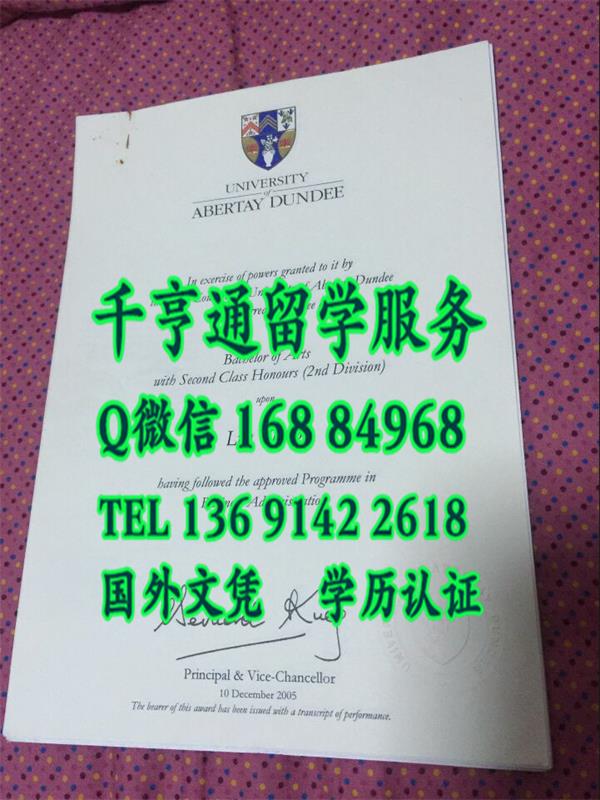 UNIVERSITY
of
ABERTAY DUNDEE
In exercise of powers granted to it by
Dundee
千亨通留学服务
Bachelor of Arts
with Second Class Honours (2nd Division)
upon
Q微信 168 84968
having followed the approved Programme in
TEL 136 9142 2618
国外文凭 学历认证
Principal & Vice-Chancellor
10 December 2005
The bearer of this award has been issued with a transcript of performance.